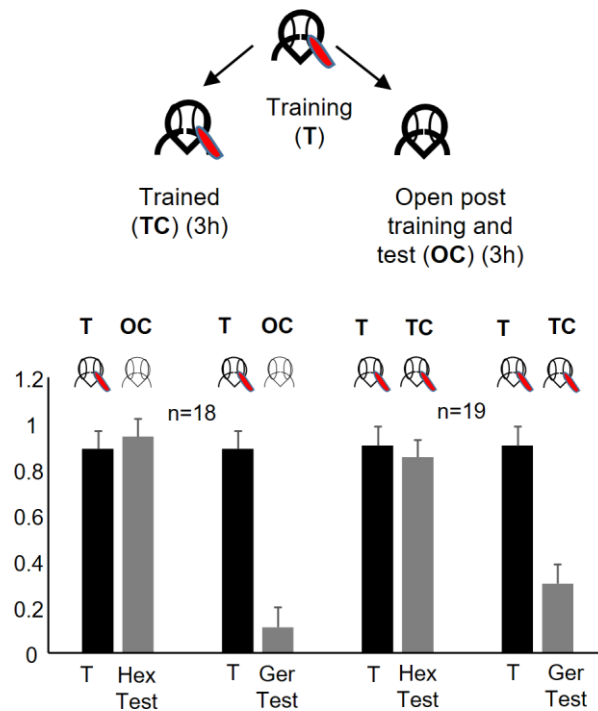 Training
(T)
Trained
(TC) (3h)
Open post
training and
test (OC) (3h)
T OC T OC T TC T TC
n=18 n=19
1.2
1
0.8
0.6
0.4
0.2
0
T Hex Test T Ger Test T Hex Test T Ger Test